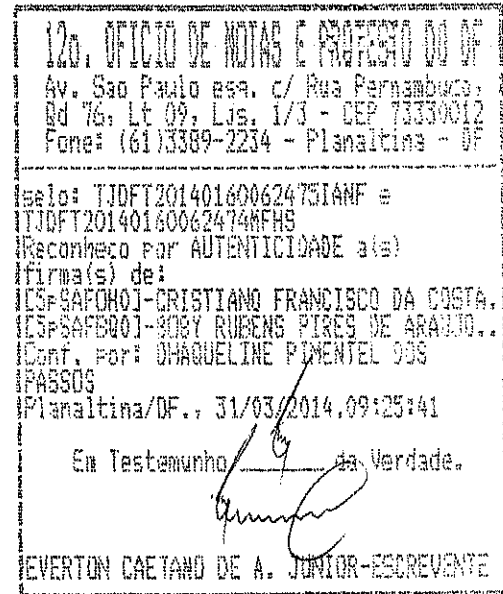 12o. OFICIO DE NOTAS E PROTESTO DO DF
Av. Sao Paulo esq. c/ Rua Pernambuco,
Qd 76, Lt 09, Ljs. 1/3 - CEP 73330012
Fone: (61)3389-2234 - Planaltina - DF
selo: TJDFT20140160062475IANF e
TJDFT20140160062474MFHS
Reconheco por AUTENTICIDADE a(s)
firma(s) de:
[CSpSAFOH0]-CRISTIANO FRANCISCO DA COSTA.
-BOBY RUBENS PIRES DE ARAUJO..
Conf. por: DHAQUELINE PIMENTEL DOS
PASSOS
Planaltina/DF., 31/03/2014.09:25:41
Em Testemunho ________ da Verdade.
EVERTON CAETANO DE A. JUNIOR-ESCREVENTE